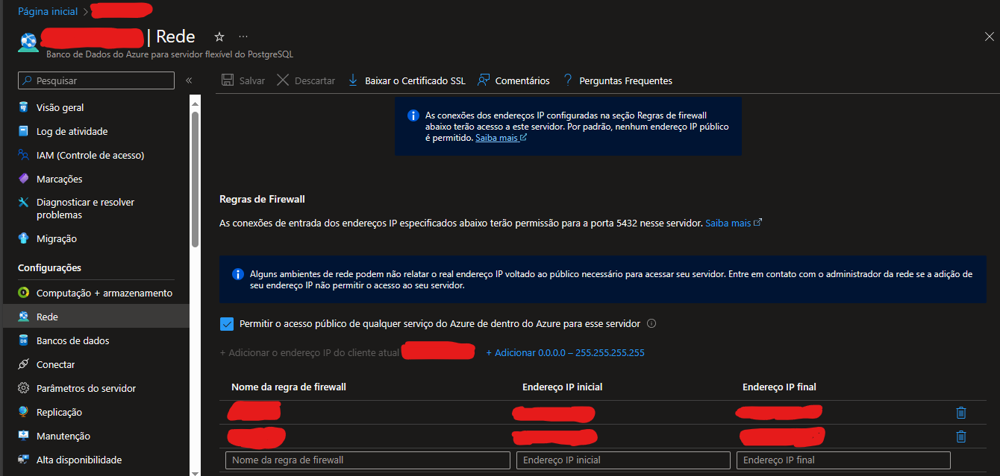 Página inicial >
| Rede ☆ ...
Banco de Dados do Azure para servidor flexível do PostgreSQL
Pesquisar
«
Salvar
Descartar
Baixar o Certificado SSL
Comentários
Perguntas Frequentes
Visão geral
Log de atividade
IAM (Controle de acesso)
Marcações
Diagnosticar e resolver
problemas
Migração
Configurações
Computação + armazenamento
Rede
Bancos de dados
Conectar
Parâmetros do servidor
Replicação
Manutenção
Alta disponibilidade
As conexões dos endereços IP configuradas na seção Regras de firewall
abaixo terão acesso a este servidor. Por padrão, nenhum endereço IP público
é permitido. Saiba mais
Regras de Firewall
As conexões de entrada dos endereços IP especificados abaixo terão permissão para a porta 5432 nesse servidor. Saiba mais
Alguns ambientes de rede podem não relatar o real endereço IP voltado ao público necessário para acessar seu servidor. Entre em contato com o administrador da rede se a adição de
seu endereço IP não permitir o acesso ao seu servidor.
Permitir o acesso público de qualquer serviço do Azure de dentro do Azure para esse servidor
+ Adicionar o endereço IP do cliente atual
+ Adicionar 0.0.0.0 – 255.255.255.255
Nome da regra de firewall
Endereço IP inicial
Endereço IP final
Nome da regra de firewall
Endereço IP inicial
Endereço IP final